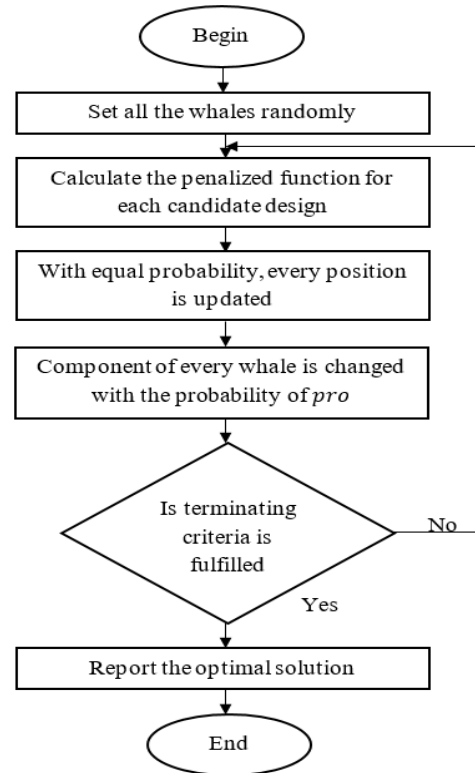 Begin
Set all the whales randomly
Calculate the penalized function for
each candidate design
With equal probability, every position
is updated
Component of every whale is changed
with the probability of pro
Is terminating
criteria is
fulfilled
No
Yes
Report the optimal solution
End